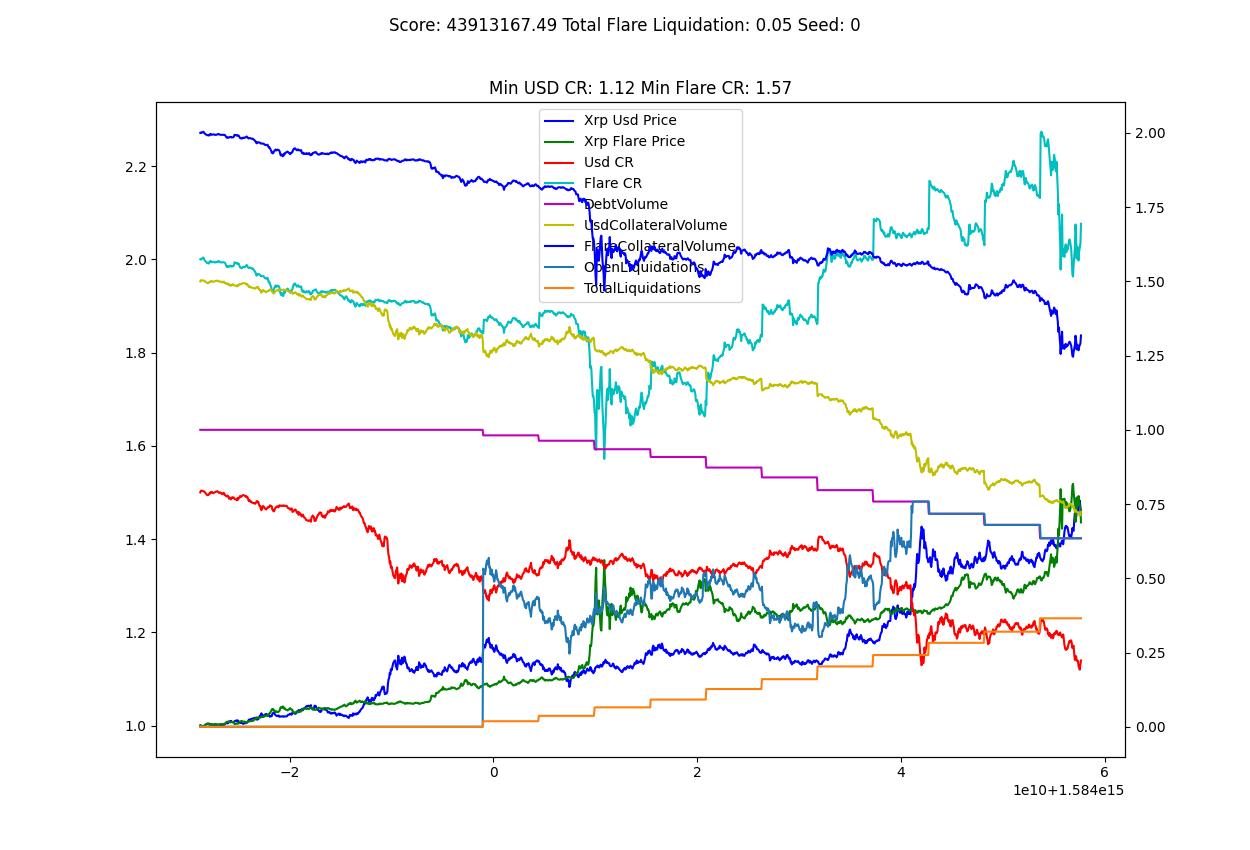 Score: 43913167.49 Total Flare Liquidation: 0.05 Seed: 0
Min USD CR: 1.12 Min Flare CR: 1.57
Xrp Usd Price
Xrp Flare Price
Usd CR
Flare CR
DebtVolume
UsdCollateralVolume
FlareCollateralVolume
OpenLiquidations
TotalLiquidations
2.2
2.0
1.8
1.6
1.4
1.2
1.0
2.00
1.75
1.50
1.25
1.00
0.75
0.50
0.25
0.00
−2 0 2 4 6
1e10+1.584e15